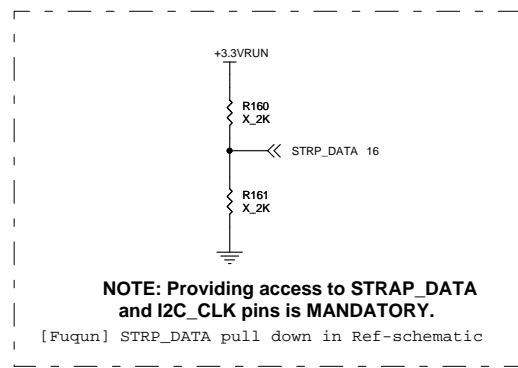 +3.3VRUN
R160
X_2K
STRP_DATA 16
R161
X_2K
NOTE: Providing access to STRAP_DATA
and I2C_CLK pins is MANDATORY.
[Fuqun] STRP_DATA pull down in Ref-schematic